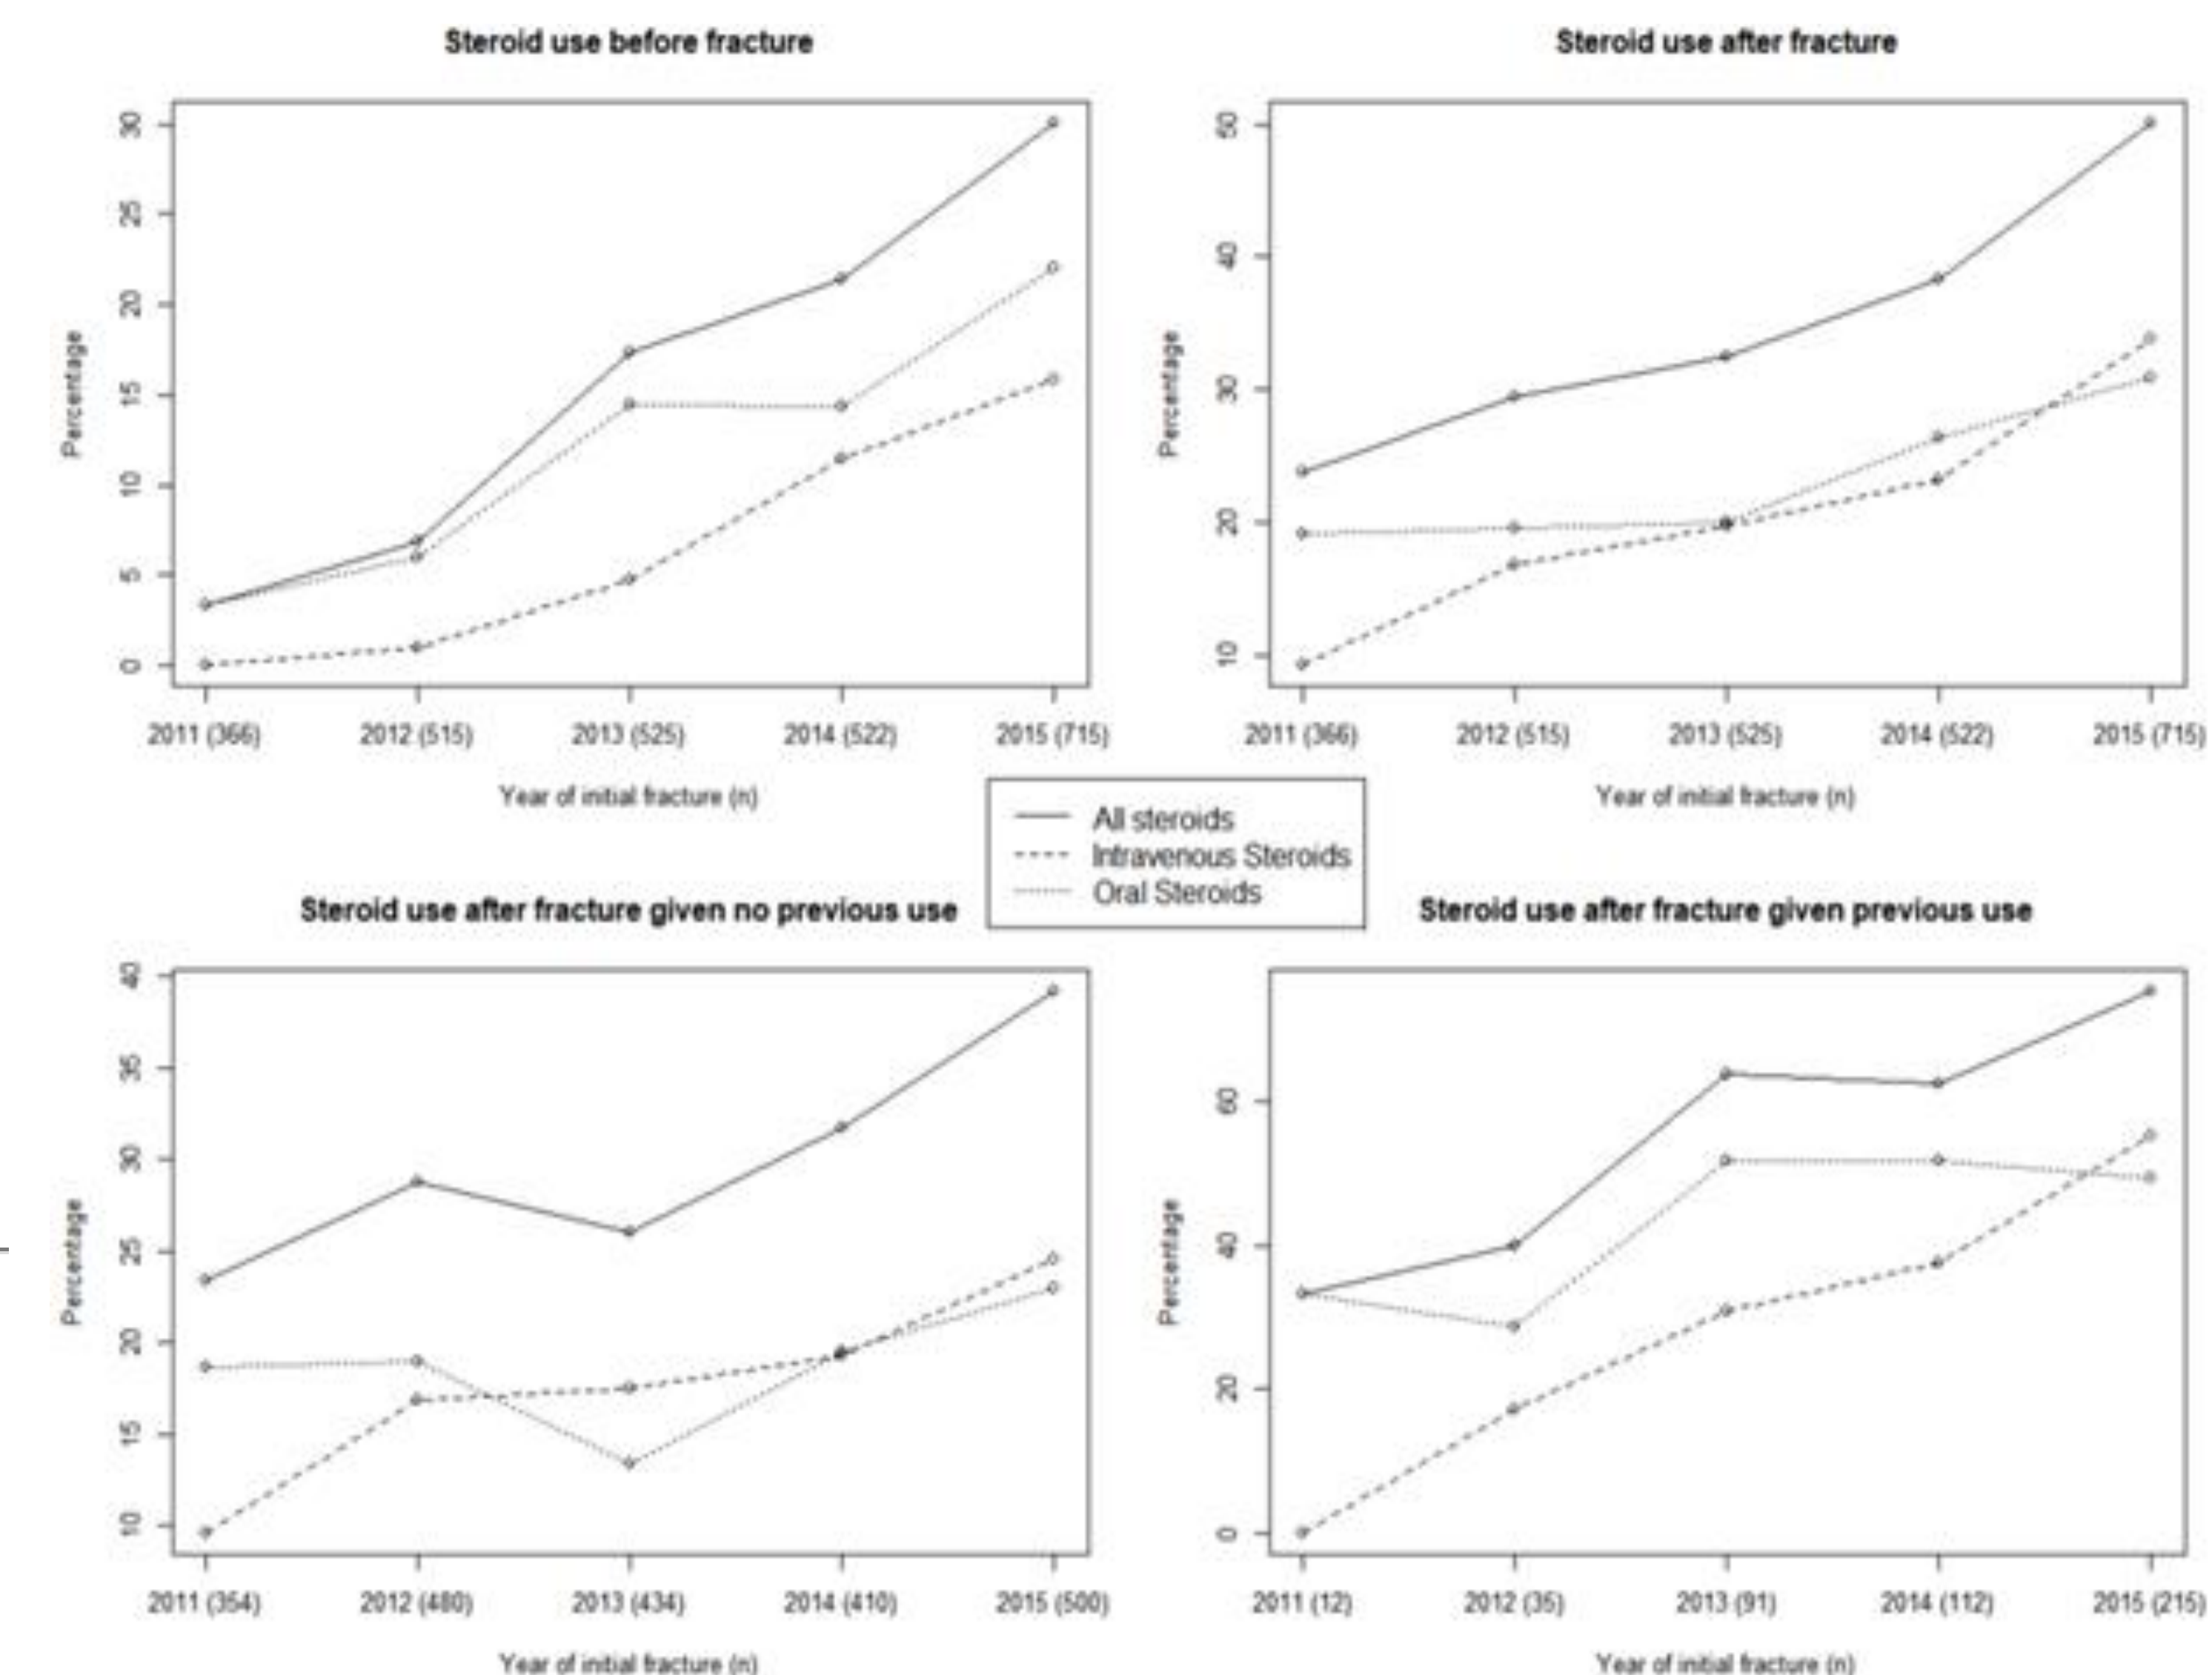 Steroid use before fracture
Percentage
30
25
20
15
10
5
0
2011 (366) 2012 (515) 2013 (525) 2014 (522) 2015 (715)
Year of initial fracture (n)
Steroid use after fracture
Percentage
50
40
30
20
10
2011 (366) 2012 (515) 2013 (525) 2014 (522) 2015 (715)
Year of initial fracture (n)
All steroids
Intravenous Steroids
Oral Steroids
Steroid use after fracture given no previous use
Percentage
40
35
30
25
20
15
10
2011 (354) 2012 (480) 2013 (434) 2014 (410) 2015 (500)
Year of initial fracture (n)
Steroid use after fracture given previous use
Percentage
60
40
20
0
2011 (12) 2012 (35) 2013 (91) 2014 (112) 2015 (215)
Year of initial fracture (n)